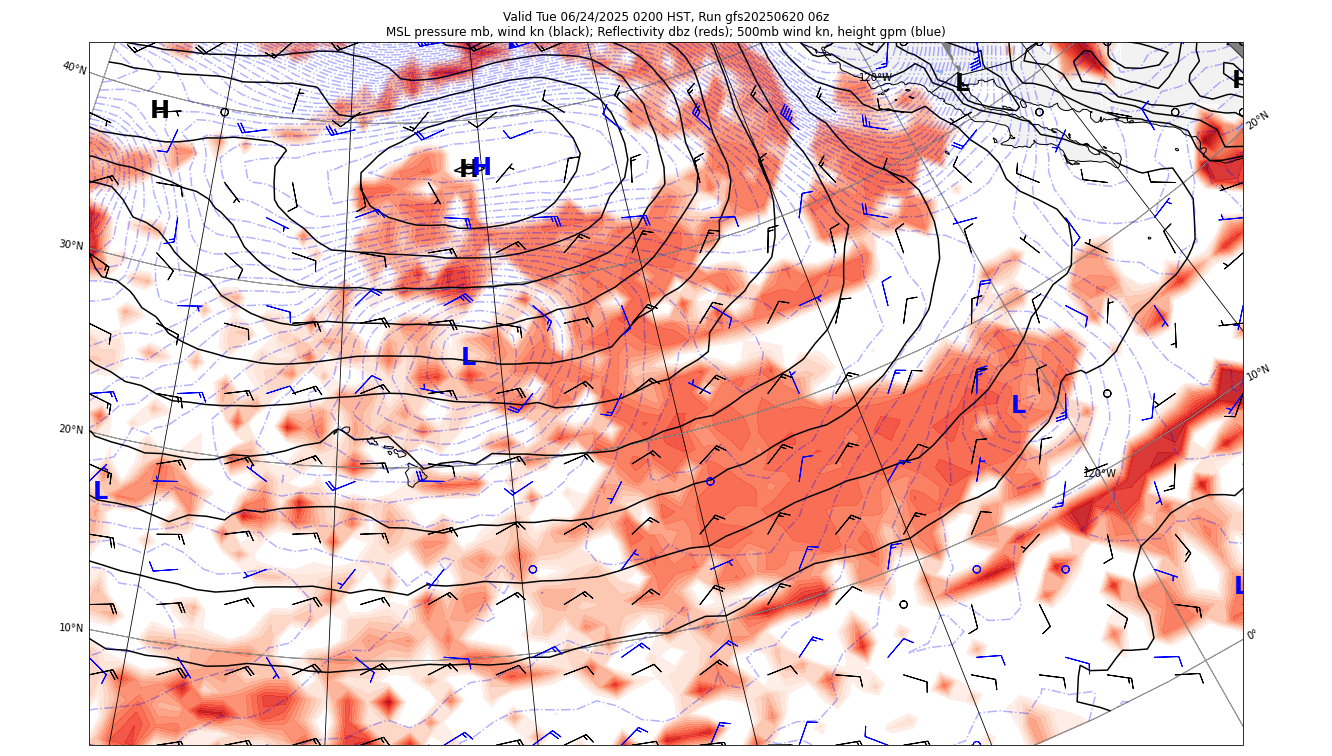 Valid Tue 06/24/2025 0200 HST, Run gfs20250620 06z
MSL pressure mb, wind kn (black); Reflectivity dbz (reds); 500mb wind kn, height gpm (blue)
40°N
120°W
L
H
H
20°N
H
H
30°N
L
10°N
L
20°N
120°W
L
L
10°N
0°